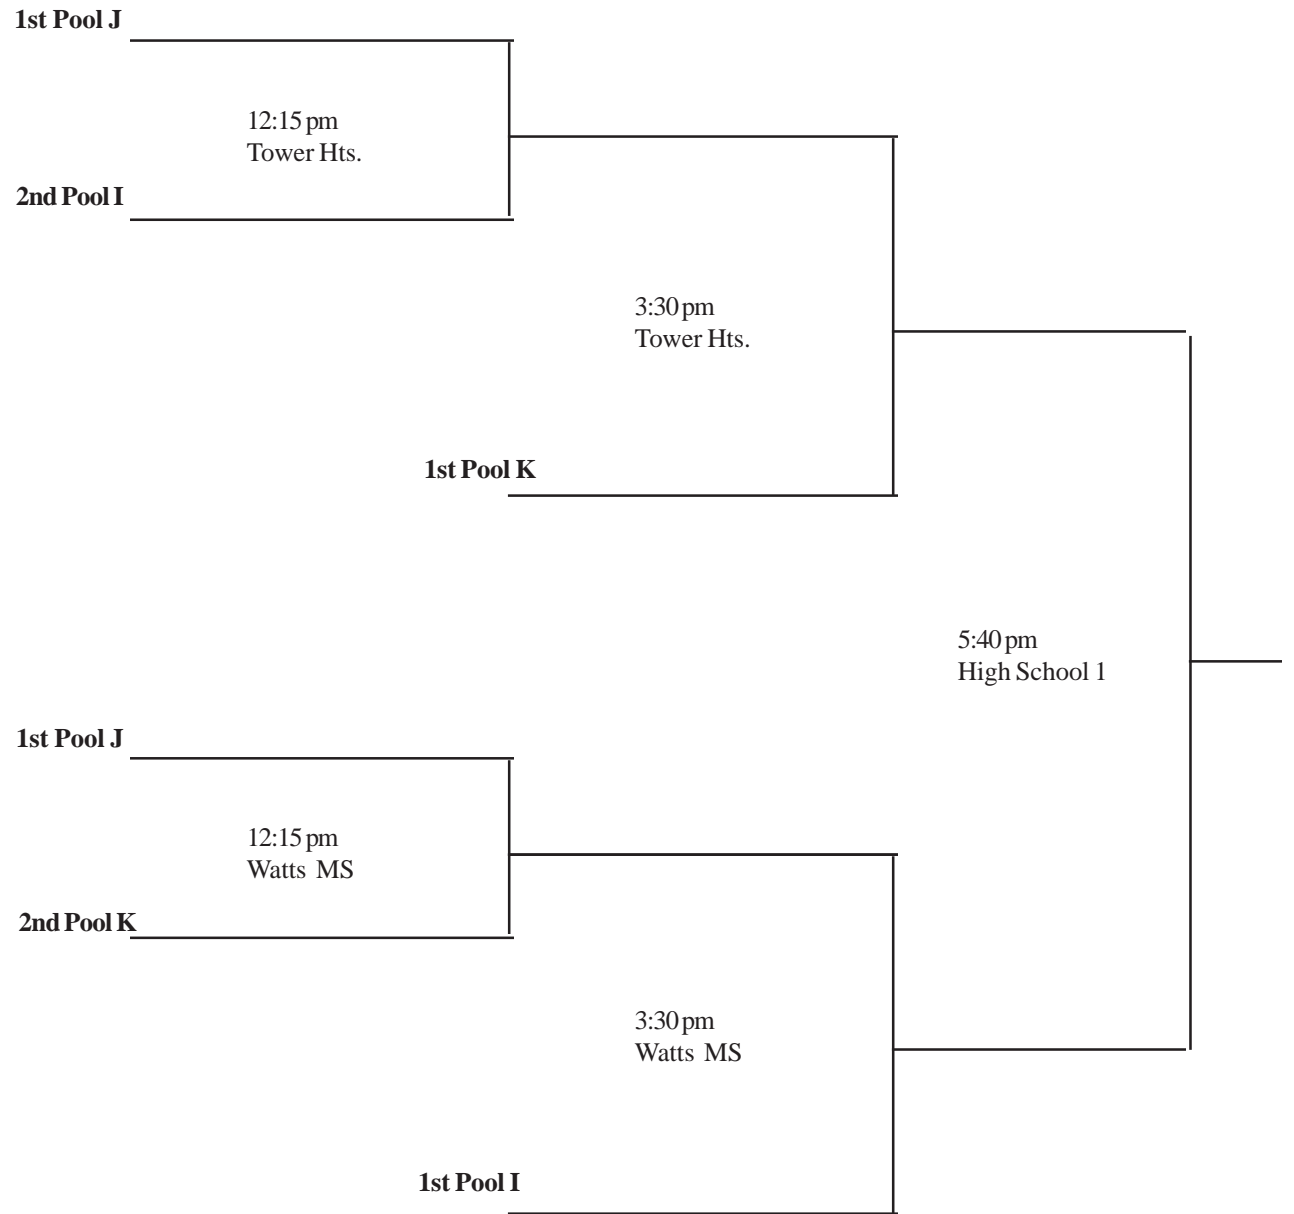 1st Pool J
12:15 pm
Tower Hts.
2nd Pool I
3:30 pm
Tower Hts.
1st Pool K
5:40 pm
High School 1
1st Pool J
12:15 pm
Watts MS
2nd Pool K
3:30 pm
Watts MS
1st Pool I